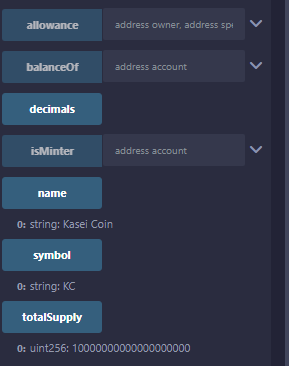 allowance
address owner, address spe
balanceOf
address account
decimals
isMinter
address account
name
0: string: Kasei Coin
symbol
0: string: KC
totalSupply
0: uint256: 10000000000000000000